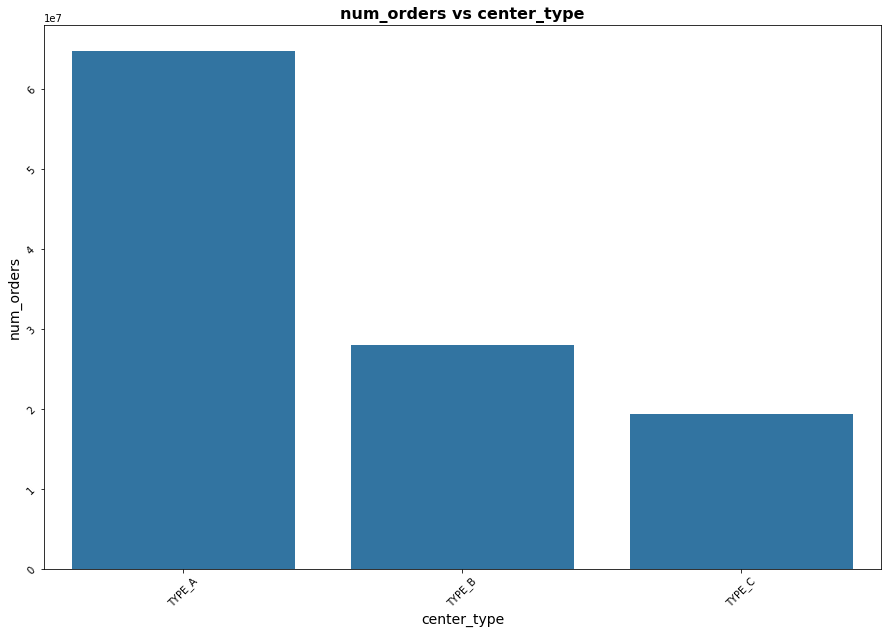 num_orders vs center_type
1e7
6
5
4
3
2
1
0
num_orders
TYPE_A
TYPE_B
TYPE_C
center_type